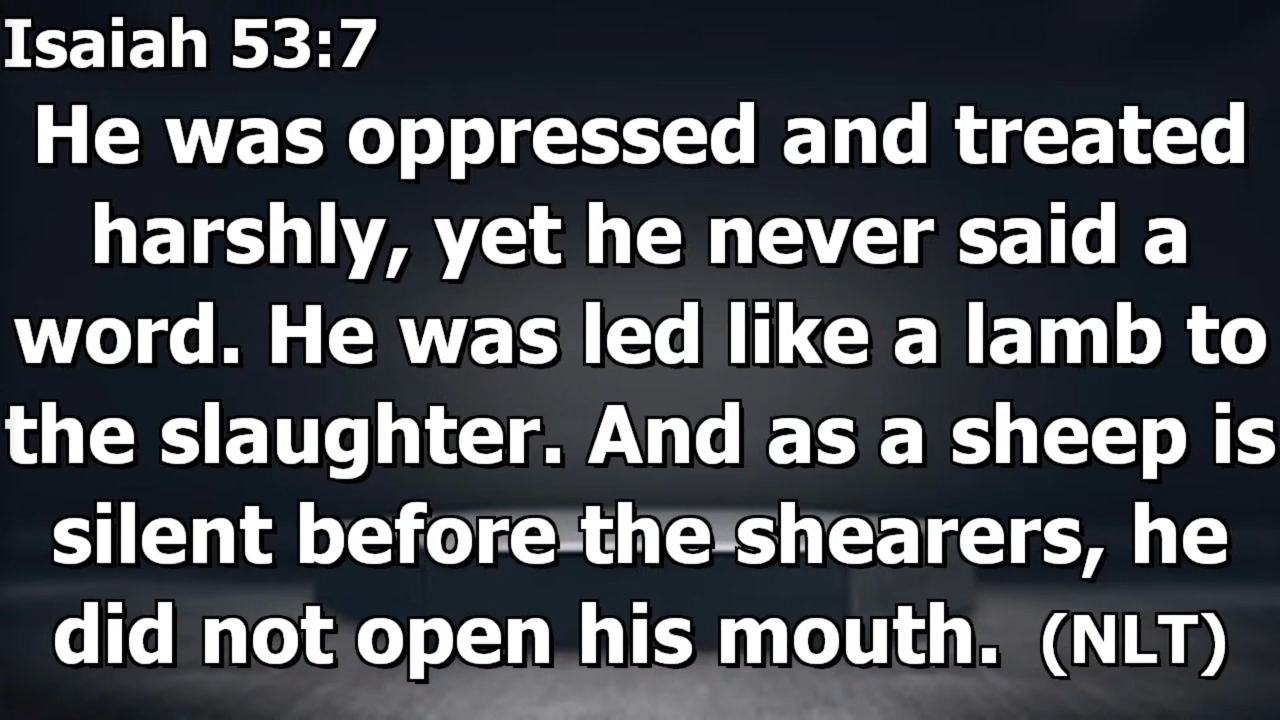 Isaiah 53:7
He was oppressed and treated
harshly, yet he never said a
word. He was led like a lamb to
the slaughter. And as a sheep is
silent before the shearers, he
did not open his mouth. (NLT)